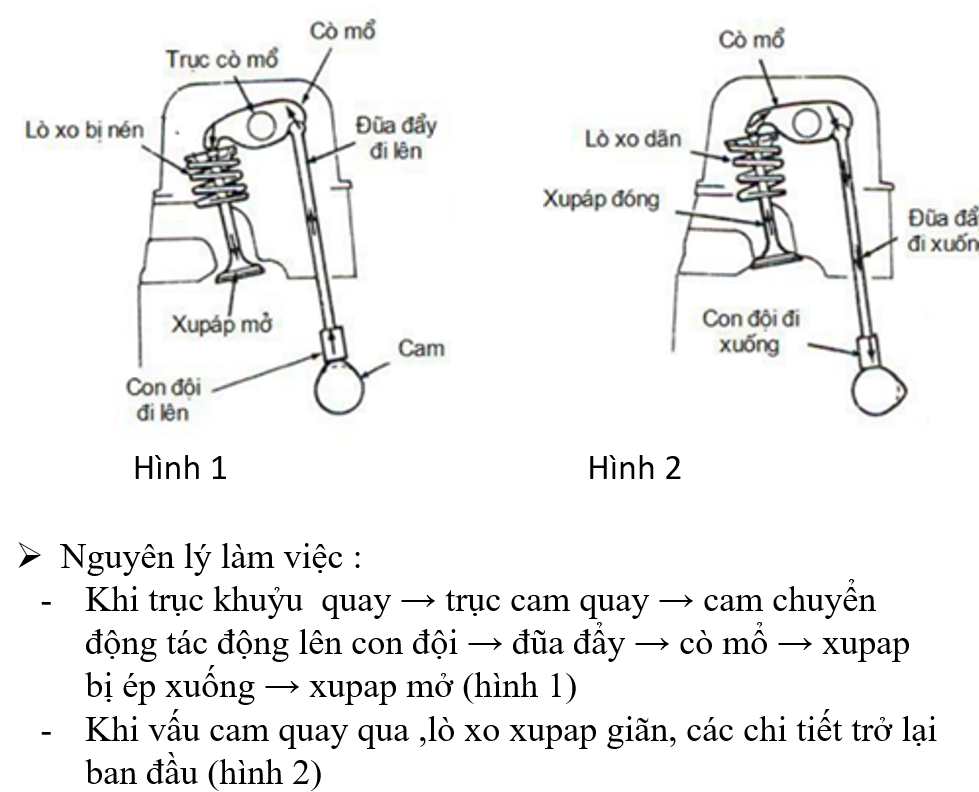 Cò mổ
Trục cò mổ
Lò xo bị nén
Đũa đẩy
đi lên
Xupáp mở
Cam
Con đội
đi lên
Hình 1
Cò mổ
Lò xo dãn
Xupáp đóng
Đũa đẩ
đi xuốn
Con đội đi
xuống
Hình 2
➢ Nguyên lý làm việc :
- Khi trục khuỷu quay → trục cam quay → cam chuyển
động tác động lên con đội → đũa đẩy → cò mổ → xupap
bị ép xuống → xupap mở (hình 1)
- Khi vấu cam quay qua ,lò xo xupap giãn, các chi tiết trở lại
ban đầu (hình 2)